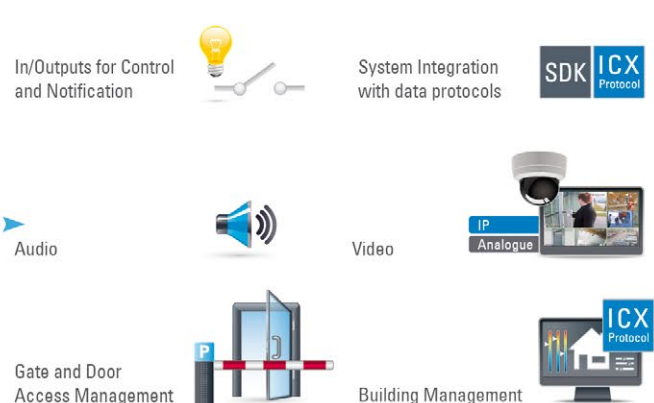 In/Outputs for Control
and Notification
System Integration
with data protocols
SDK
ICX
Protocol
Audio
Video
IP
Analogue
Gate and Door
Access Management
P
Building Management
ICX
Protocol